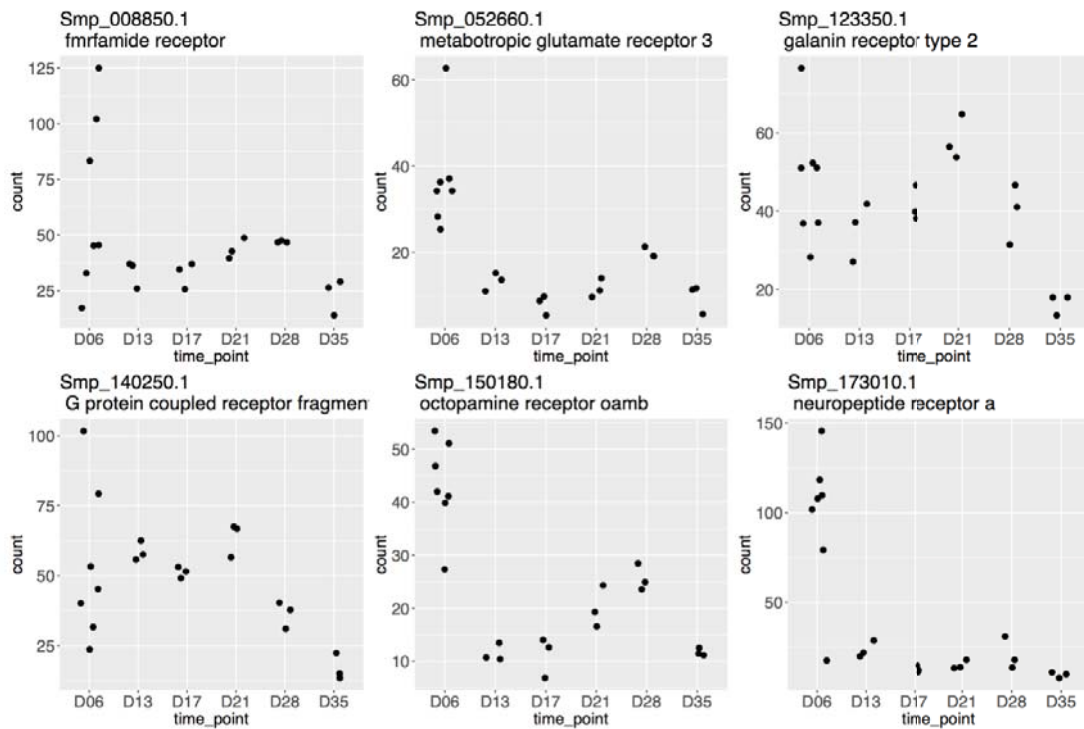 Smp_008850.1
fmrfamide receptor
125
100
75
50
25
count
D06 D13 D17 D21 D28 D35
time_point
Smp_052660.1
metabotropic glutamate receptor 3
60
40
20
count
D06 D13 D17 D21 D28 D35
time_point
Smp_123350.1
galanin receptor type 2
60
40
20
count
D06 D13 D17 D21 D28 D35
time_point
Smp_140250.1
G protein coupled receptor fragmen
100
75
50
25
count
D06 D13 D17 D21 D28 D35
time_point
Smp_150180.1
octopamine receptor oamb
50
40
30
20
10
count
D06 D13 D17 D21 D28 D35
time_point
Smp_173010.1
neuropeptide receptor a
150
100
50
count
D06 D13 D17 D21 D28 D35
time_point